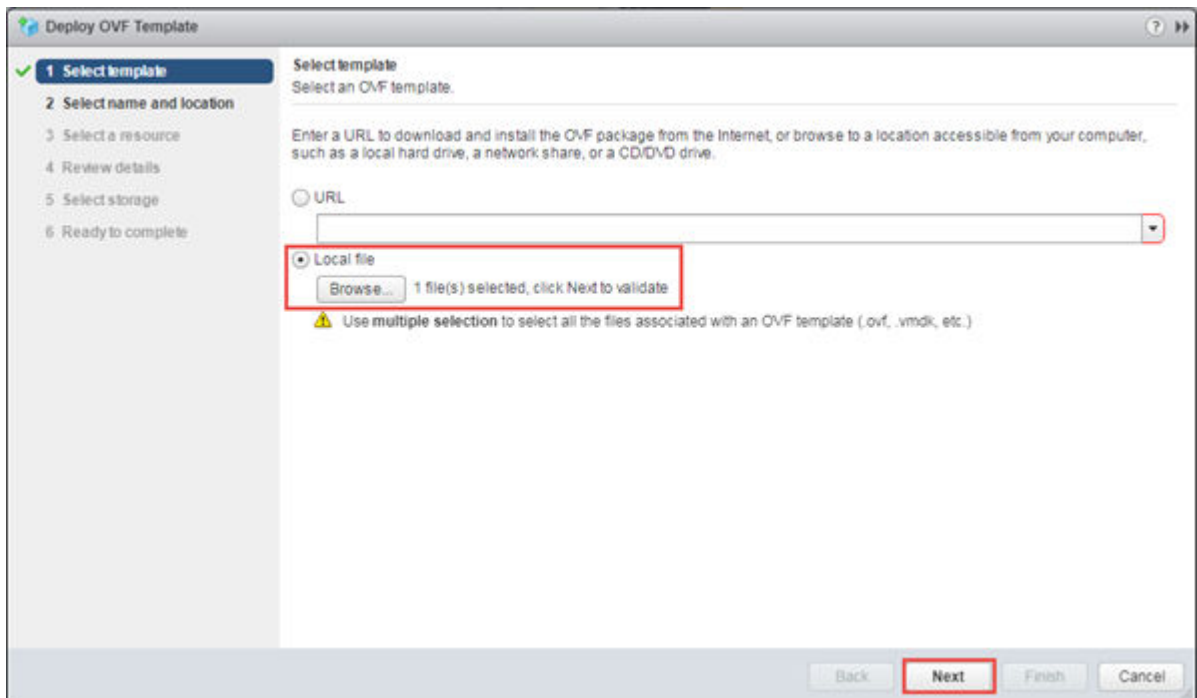 Deploy OVF Template
?
1 Select template
2 Select name and location
3 Select a resource
4 Review details
5 Select storage
6 Ready to complete
Select template
Select an OVF template.
Enter a URL to download and install the OVF package from the Internet, or browse to a location accessible from your computer,
such as a local hard drive, a network share, or a CD/DVD drive.
URL
Local file
Browse... 1 file(s) selected, click Next to validate
Use multiple selection to select all the files associated with an OVF template (.ovf, .vmdk, etc.)
Back Next Finish Cancel